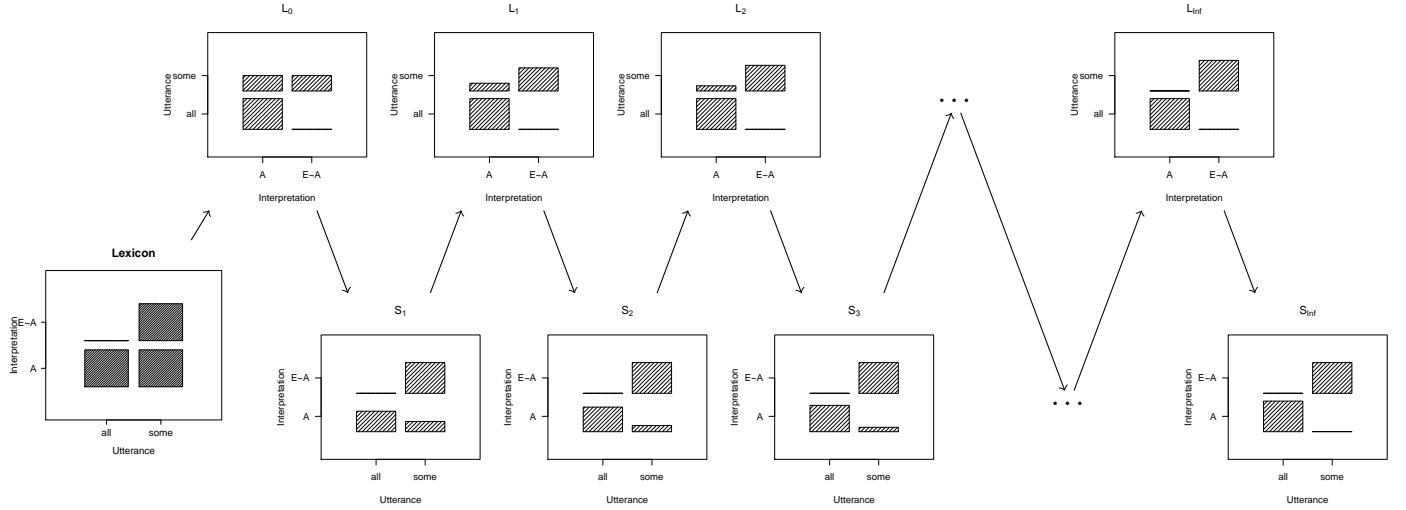 L0
L1
L2
LInf
Utterance
some
all
A E~A
Interpretation
Utterance
some
all
A E~A
Interpretation
Utterance
some
all
A E~A
Interpretation
• • •
Utterance
some
all
A E~A
Interpretation
Lexicon
Interpretation
E~A
A
all some
Utterance
S1
Interpretation
E~A
A
all some
Utterance
S2
Interpretation
E~A
A
all some
Utterance
S3
Interpretation
E~A
A
all some
Utterance
• • •
SInf
Interpretation
E~A
A
all some
Utterance